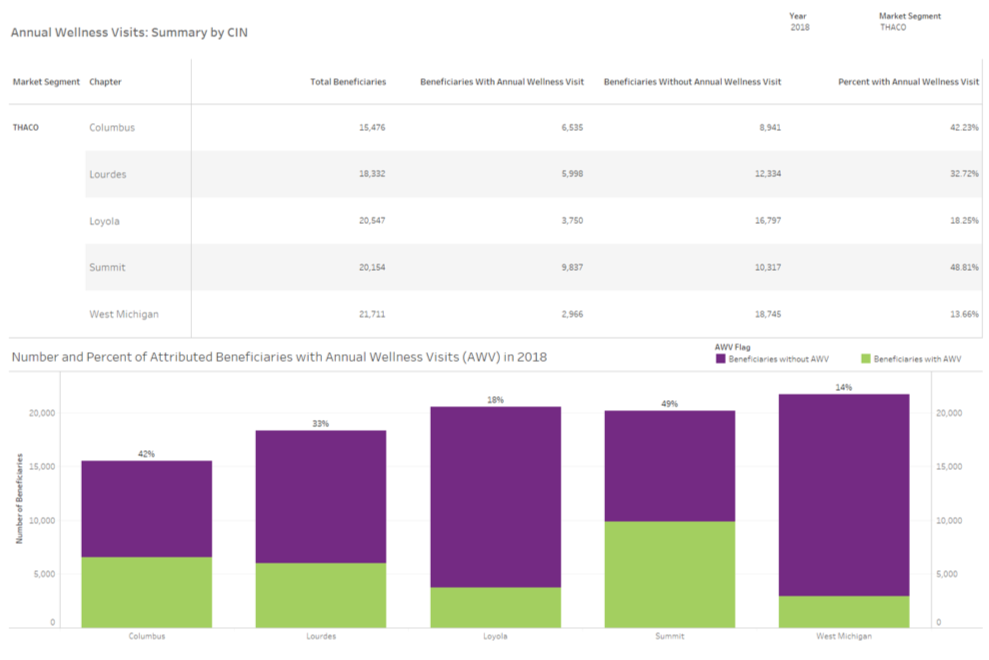 Year Market Segment
Annual Wellness Visits: Summary by CIN 2018 THACO
Market Segment Chapter Total Beneficiaries Beneficiaries With Annual Wellness Visit Beneficiaries Without Annual Wellness Visit Percent with Annual Wellness Visit
THACO Columbus 15,476 6,535 8,941 42.23%
Lourdes 18,332 5,998 12,334 32.72%
Loyola 20,547 3,750 16,797 18.25%
Summit 20,154 9,837 10,317 48.81%
West Michigan 21,711 2,966 18,745 13.66%
Number and Percent of Attributed Beneficiaries with Annual Wellness Visits (AWV) in 2018
AWV Flag
Beneficiaries without AWV Beneficiaries with AWV
Number of Beneficiaries
20,000
15,000
10,000
5,000
0
42%
33%
18%
49%
14%
20,000
15,000
10,000
5,000
0
Columbus Lourdes Loyola Summit West Michigan